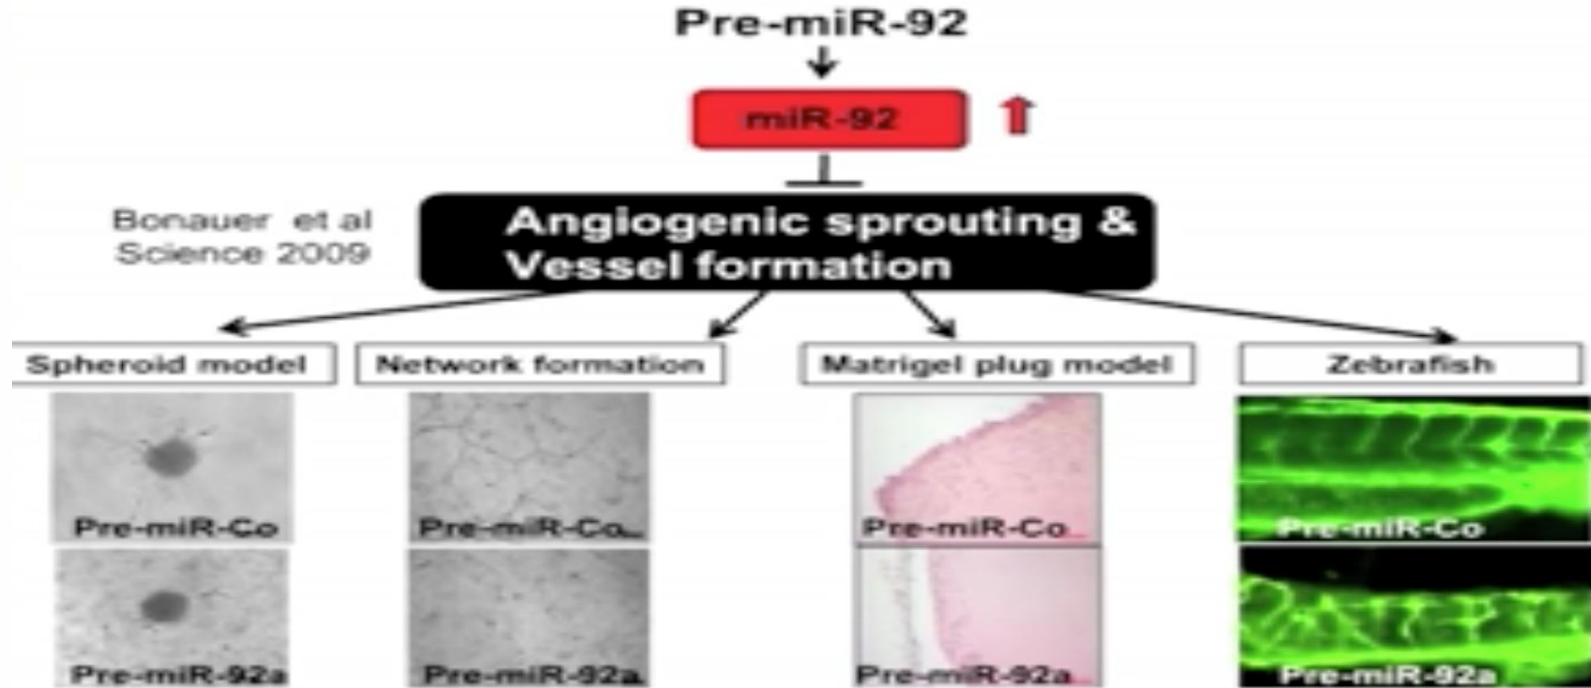 Pre-miR-92
miR-92
Bonauer et al
Science 2009
Angiogenic sprouting &
Vessel formation
Spheroid model
Network formation
Matrigel plug model
Zebrafish
Pre-miR-Co
Pre-miR-Co
Pre-miR-Co
Pre-miR-Co
Pre-miR-92a
Pre-miR-92a
Pre-miR-92a
Pre-miR-92a